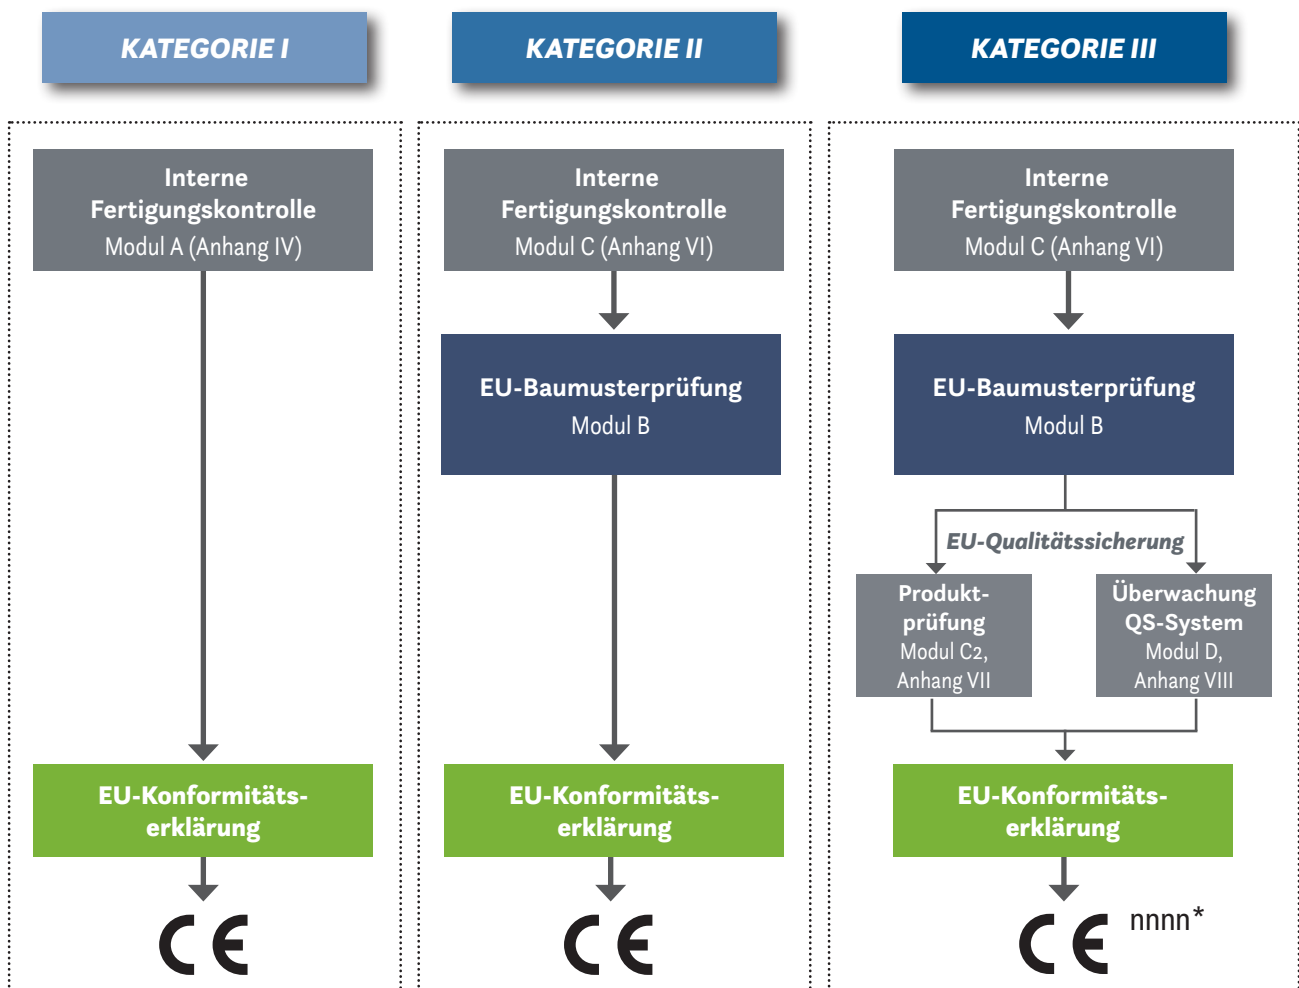 KATEGORIE I
Interne
Fertigungskontrolle
Modul A (Anhang IV)
EU-Konformitäts-
erklärung
CE
KATEGORIE II
Interne
Fertigungskontrolle
Modul C (Anhang VI)
EU-Baumusterprüfung
Modul B
EU-Konformitäts-
erklärung
CE
KATEGORIE III
Interne
Fertigungskontrolle
Modul C (Anhang VI)
EU-Baumusterprüfung
Modul B
EU-Qualitätssicherung
Produkt-
prüfung
Modul C2,
Anhang VII
Überwachung
QS-System
Modul D,
Anhang VIII
EU-Konformitäts-
erklärung
CE nnnn*